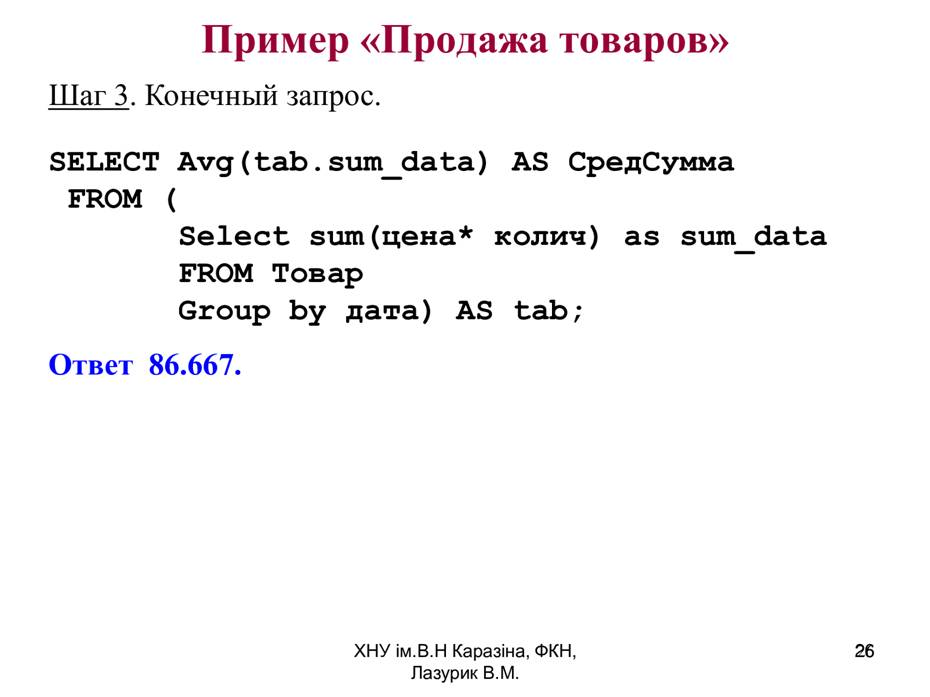 Пример «Продажа товаров»
Шаг 3. Конечный запрос.
SELECT Avg(tab.sum_data) AS СредСумма
FROM (
Select sum(цена* колич) as sum_data
FROM Товар
Group by дата) AS tab;
Ответ 86.667.
ХНУ ім.В.Н Каразіна, ФКН,
Лазурик В.М.
26